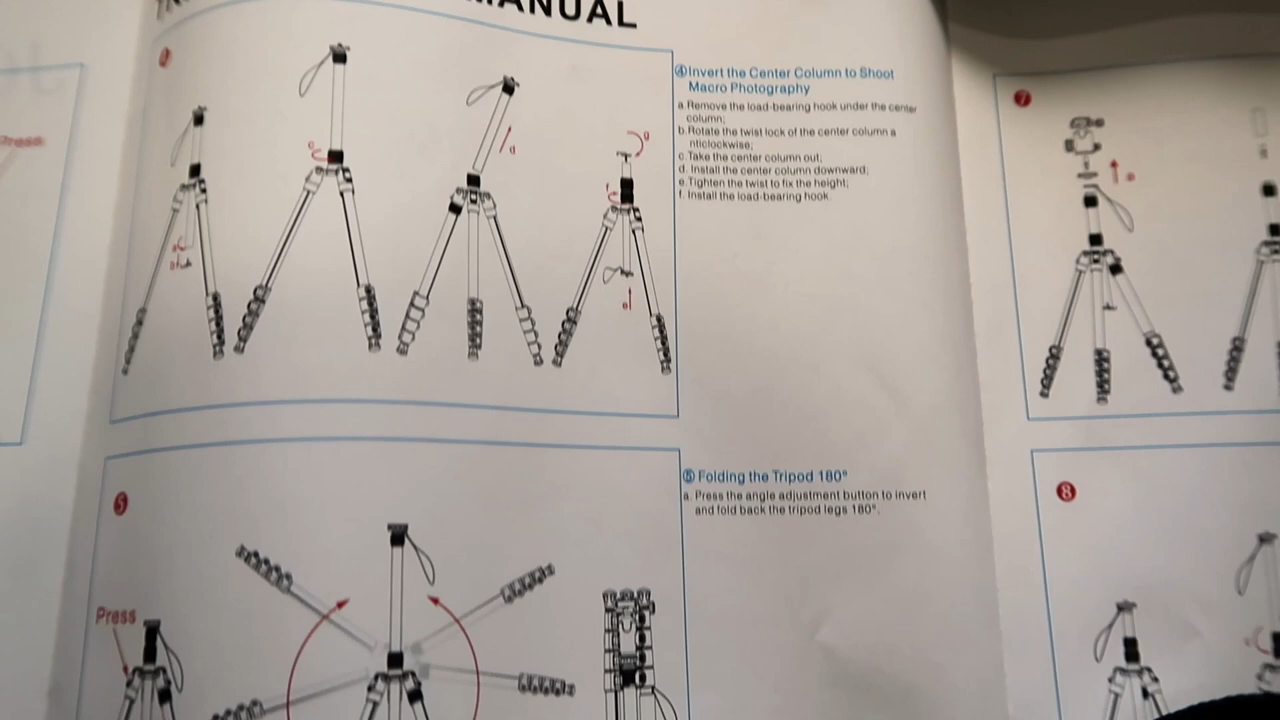 MANUAL
④Invert the Center Column to Shoot
Macro Photography
a.Remove the load-bearing hook under the center
column;
b.Rotate the twist lock of the center column a
nticlockwise;
c.Take the center column out;
d. Install the center column downward;
e.Tighten the twist to fix the height;
f. Install the load-bearing hook.
c
d
g
f
e
⑤Folding the Tripod 180°
a. Press the angle adjustment button to invert
and fold back the tripod legs 180°.
5
Press
Press
7
e
8